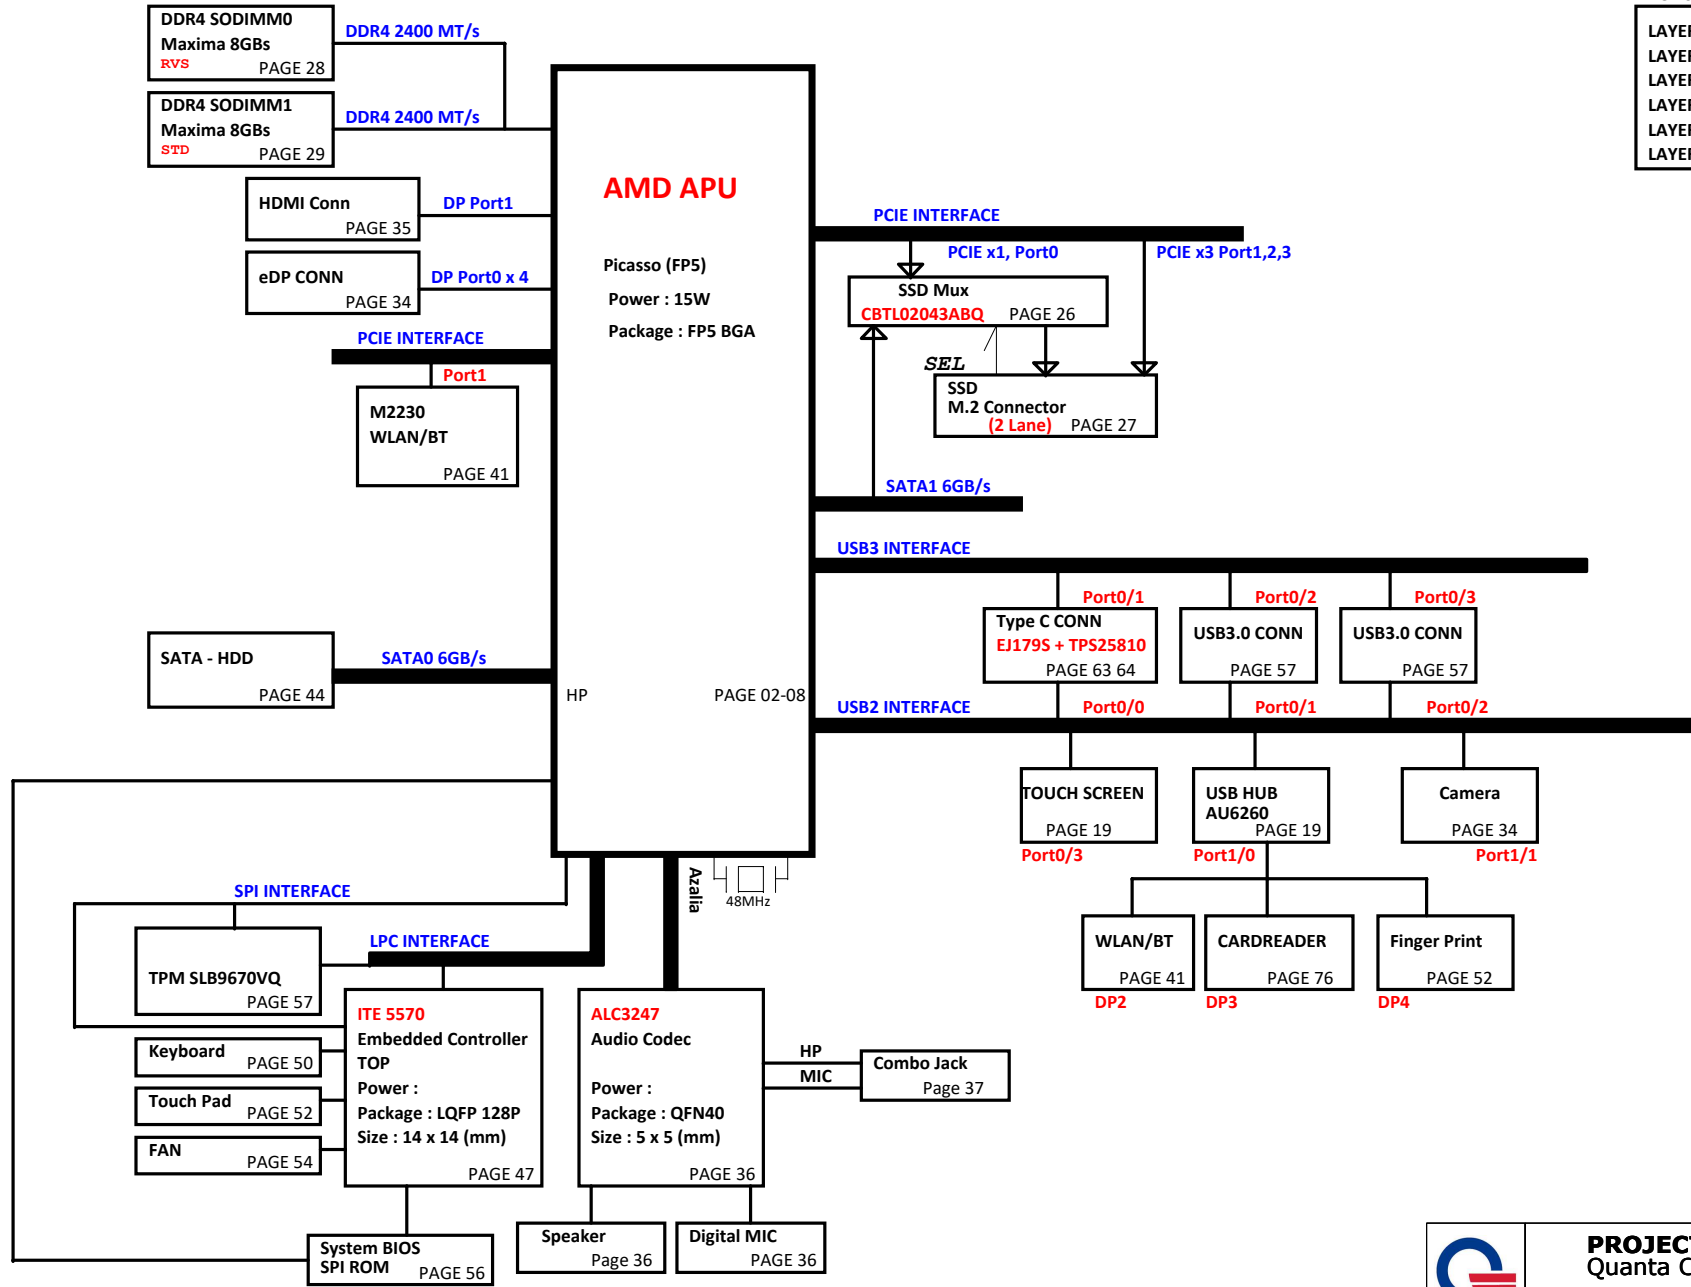 DDR4 SODIMM0
Maxima 8GBs
RVS PAGE 28
DDR4 2400 MT/s
DDR4 SODIMM1
Maxima 8GBs
STD PAGE 29
DDR4 2400 MT/s
HDMI Conn
PAGE 35
DP Port1
eDP CONN
PAGE 34
DP Port0 x 4
PCIE INTERFACE
Port1
M2230
WLAN/BT
PAGE 41
SATA - HDD
PAGE 44
SATA0 6GB/s
AMD APU
Picasso (FP5)
Power : 15W
Package : FP5 BGA
HP PAGE 02-08
LAYER
LAYER
LAYER
LAYER
LAYER
LAYER
PCIE INTERFACE
PCIE x1, Port0
PCIE x3 Port1,2,3
SSD Mux
CBTL02043ABQ PAGE 26
SEL
SSD
M.2 Connector
(2 Lane) PAGE 27
SATA1 6GB/s
USB3 INTERFACE
Port0/1
Port0/2
Port0/3
Type C CONN
EJ179S + TPS25810
PAGE 63 64
USB3.0 CONN
PAGE 57
USB3.0 CONN
PAGE 57
USB2 INTERFACE
Port0/0
Port0/1
Port0/2
TOUCH SCREEN
PAGE 19
Port0/3
USB HUB
AU6260
PAGE 19
Port1/0
Camera
PAGE 34
Port1/1
WLAN/BT
PAGE 41
DP2
CARDREADER
PAGE 76
DP3
Finger Print
PAGE 52
DP4
Azalia
48MHz
SPI INTERFACE
TPM SLB9670VQ
PAGE 57
LPC INTERFACE
Keyboard
PAGE 50
Touch Pad
PAGE 52
FAN
PAGE 54
ITE 5570
Embedded Controller
TOP
Power :
Package : LQFP 128P
Size : 14 x 14 (mm)
PAGE 47
ALC3247
Audio Codec
Power :
Package : QFN40
Size : 5 x 5 (mm)
PAGE 36
HP
MIC
Combo Jack
Page 37
System BIOS
SPI ROM
PAGE 56
Speaker
Page 36
Digital MIC
PAGE 36
PROJECT
Quanta C